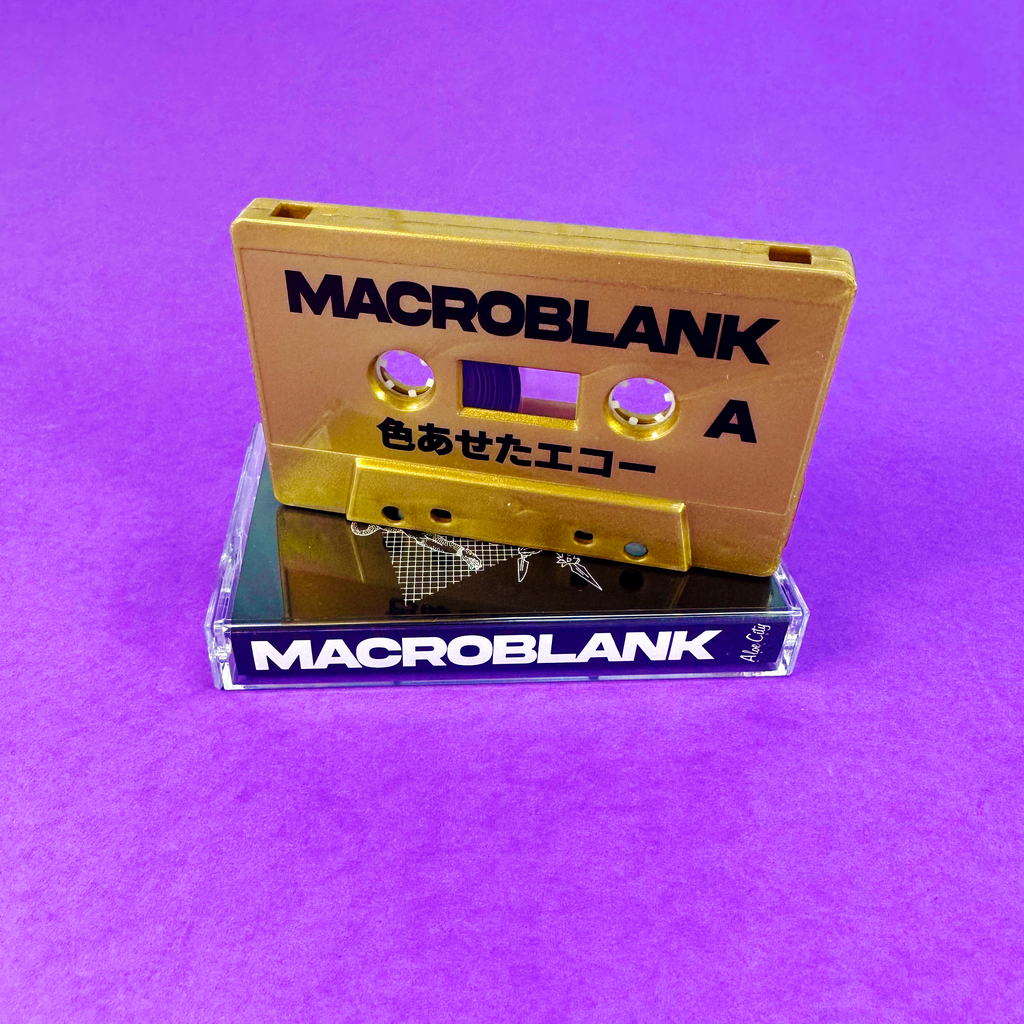 MACROBLANK
A
色あせたエコー
MACROBLANK
Aloe City